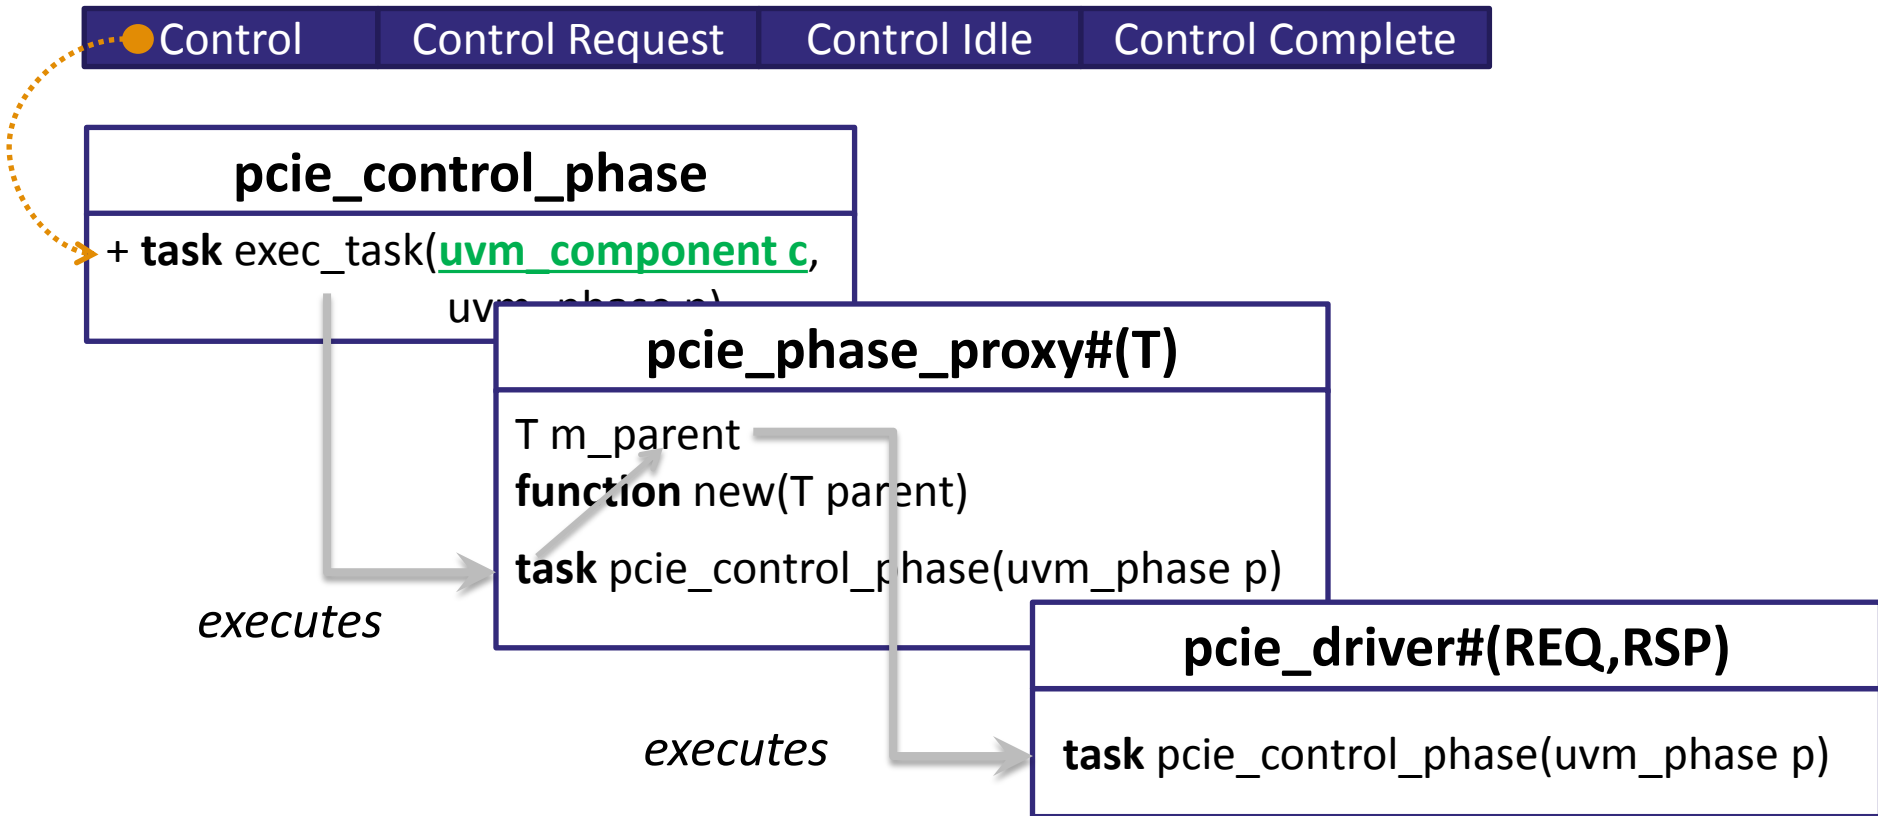 Control Control Request Control Idle Control Complete
pcie_control_phase
+ task exec_task(uvm_component c,
uvm_phase p)
pcie_phase_proxy#(T)
T m_parent
function new(T parent)
task pcie_control_phase(uvm_phase p)
executes
pcie_driver#(REQ,RSP)
executes
task pcie_control_phase(uvm_phase p)